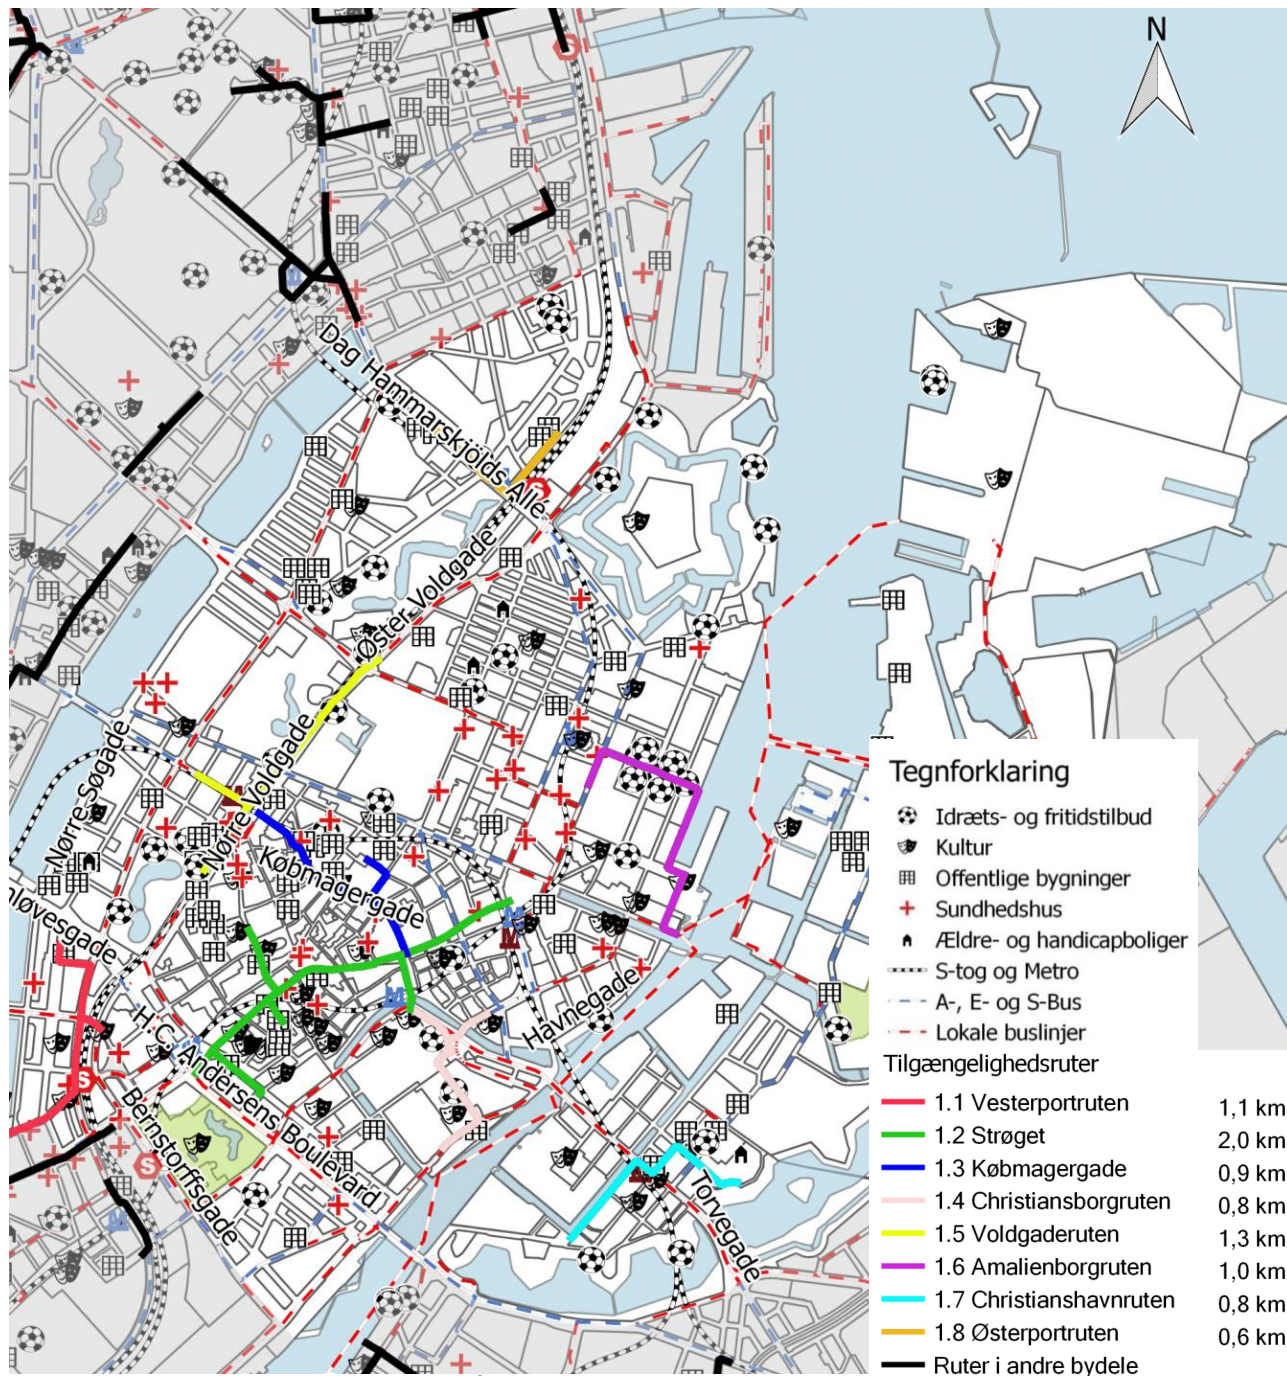 N
Dag Hammarskjölds Allé
Øster Voldgade
Nørre Voldgade
Nørre Søgade
Købmagergade
nløvesgade
Havnegade
H.C. Andersens Boulevard
Bernstorffsgade
Torvegade
S
S
S
S
M
M
M
M
M
M
Tegnforklaring
Idræts- og fritidstilbud
Kultur
Offentlige bygninger
Sundhedshus
Ældre- og handicapboliger
S-tog og Metro
A-, E- og S-Bus
Lokale buslinjer
Tilgængelighedsruter
1.1 Vesterportruten 1,1 km
1.2 Strøget 2,0 km
1.3 Købmagergade 0,9 km
1.4 Christiansborgruten 0,8 km
1.5 Voldgaderuten 1,3 km
1.6 Amalienborgruten 1,0 km
1.7 Christianshavnruten 0,8 km
1.8 Østerportruten 0,6 km
Ruter i andre bydele